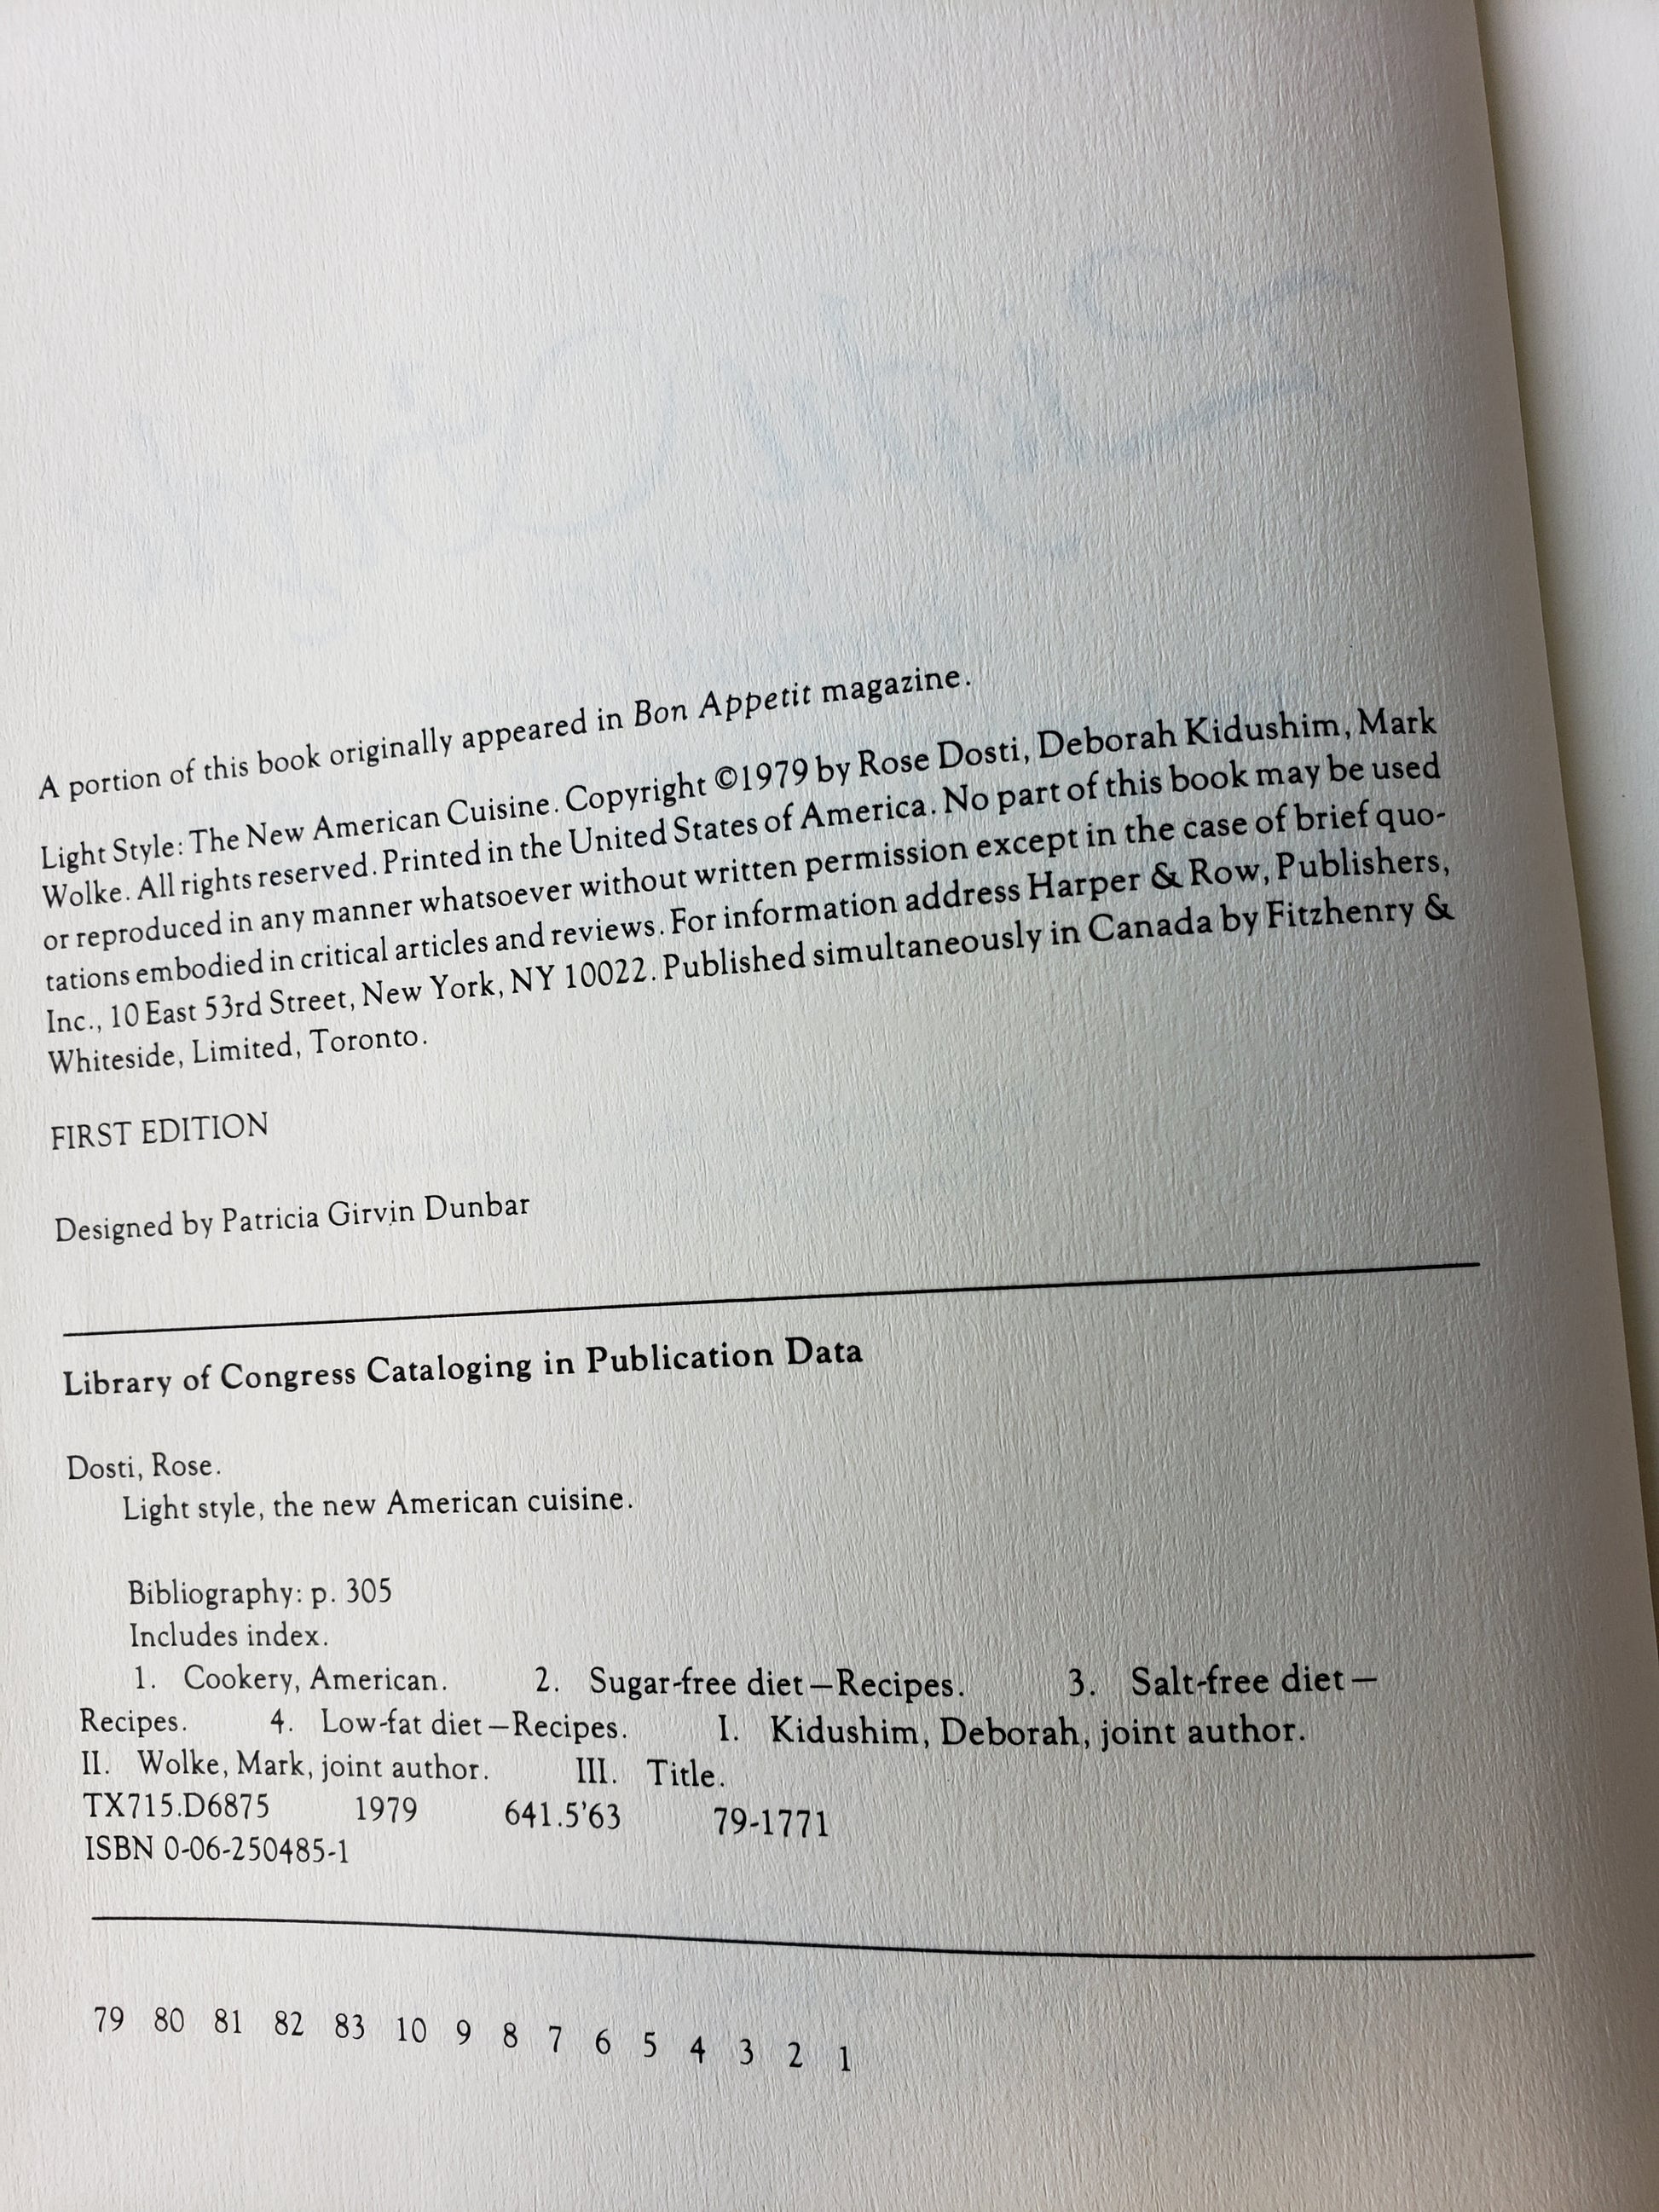 A portion of this book originally appeared in Bon Appetit magazine.
Light Style: The New American Cuisine. Copyright ©1979 by Rose Dosti, Deborah Kidushim, Mark
Wolke. All rights reserved. Printed in the United States of America. No part of this book may be used
or reproduced in any manner whatsoever without written permission except in the case of brief quo-
tations embodied in critical articles and reviews. For information address Harper & Row, Publishers,
Inc., 10 East 53rd Street, New York, NY 10022. Published simultaneously in Canada by Fitzhenry &
Whiteside, Limited, Toronto.
FIRST EDITION
Designed by Patricia Girvin Dunbar
Library of Congress Cataloging in Publication Data
Dosti, Rose.
Light style, the new American cuisine.
Bibliography: p. 305
Includes index.
1. Cookery, American. 2. Sugar-free diet—Recipes. 3. Salt-free diet—
Recipes. 4. Low-fat diet—Recipes. I. Kidushim, Deborah, joint author.
II. Wolke, Mark, joint author. III. Title.
TX715.D6875 1979 641.5'63 79-1771
ISBN 0-06-250485-1
79 80 81 82 83 10 9 8 7 6 5 4 3 2 1